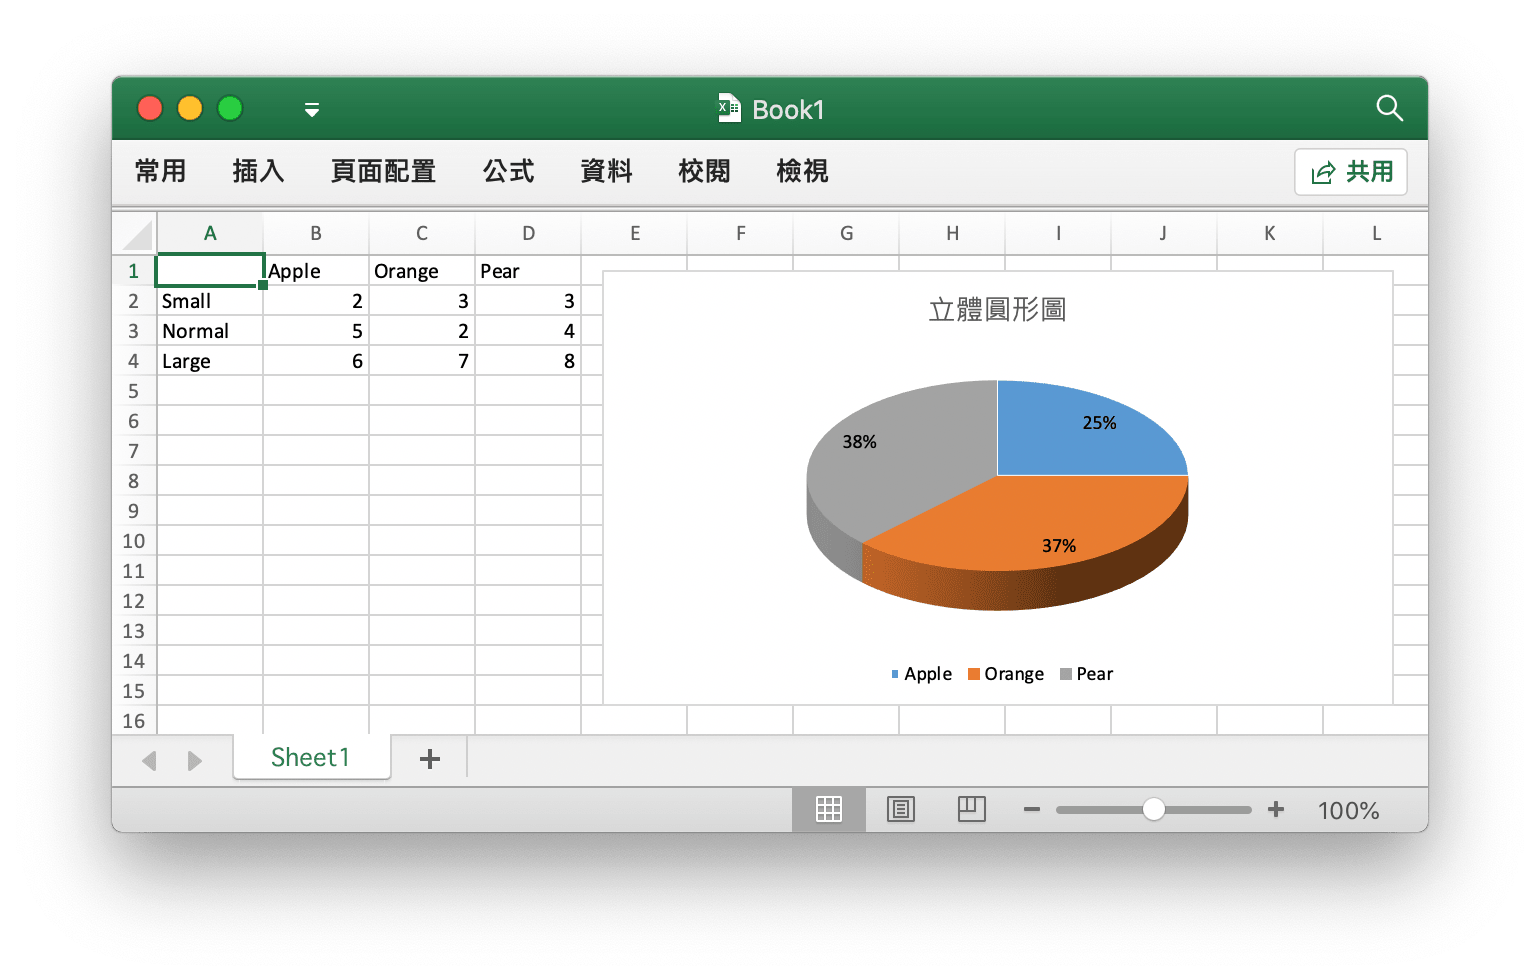 Book1
常用 插入 頁面配置 公式 資料 校閱 檢視 共用
A B C D E F G H I J K L
1 Apple Orange Pear
2 Small 2 3 3
3 Normal 5 2 4
4 Large 6 7 8
5
6
7
8
9
10
11
12
13
14
15
16
立體圓形圖
25%
38%
37%
Apple Orange Pear
Sheet1
100%